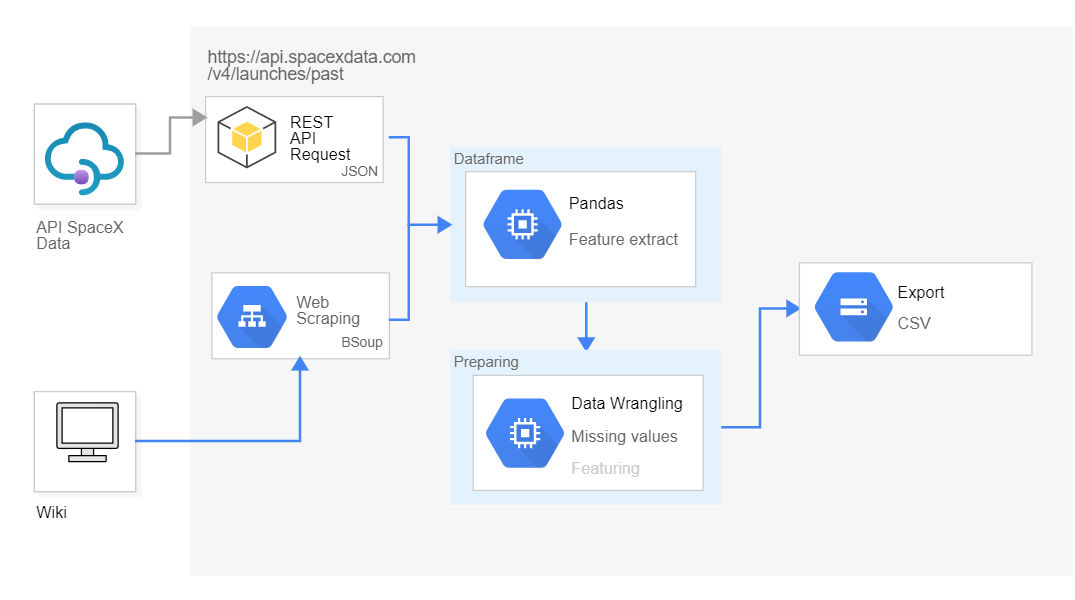 https://api.spacexdata.com
/v4/launches/past
REST
API
Request
JSON
API SpaceX
Data
Dataframe
Pandas
Feature extract
Web
Scraping
BSoup
Export
CSV
Preparing
Data Wrangling
Missing values
Featuring
Wiki